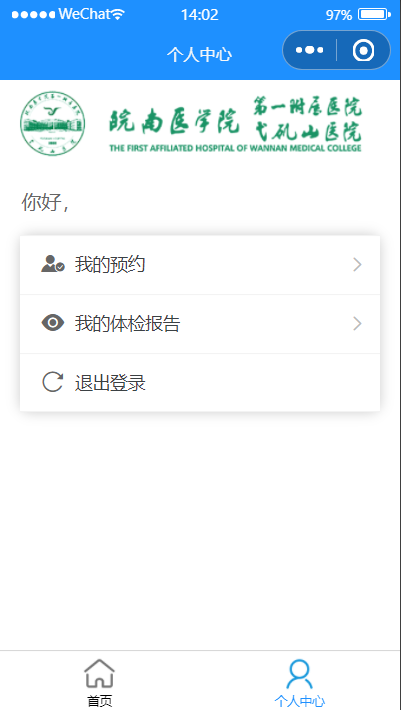 WeChat
14:02
97%
个人中心
皖南医学院
第一附属医院
弋矶山医院
THE FIRST AFFILIATED HOSPITAL OF WANNAN MEDICAL COLLEGE
你好，
我的预约
我的体检报告
退出登录
首页
个人中心